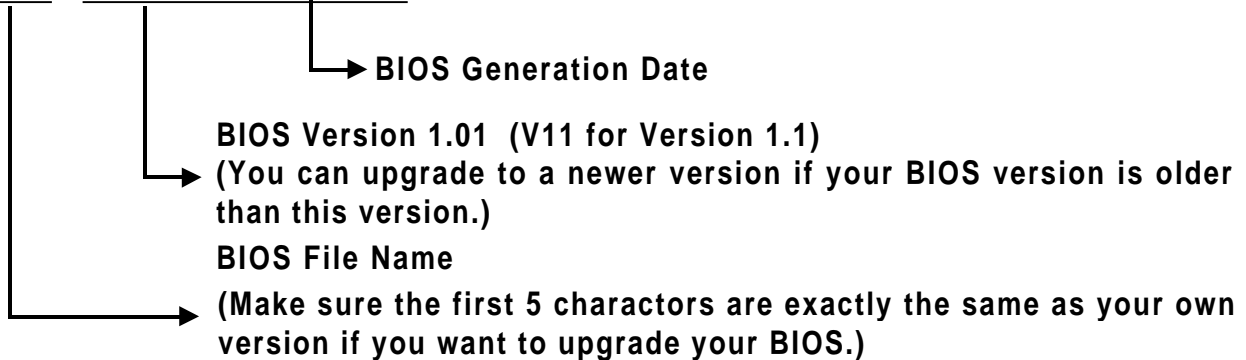 BIOS Generation Date
BIOS Version 1.01 (V11 for Version 1.1)
(You can upgrade to a newer version if your BIOS version is older
than this version.)
BIOS File Name
(Make sure the first 5 charactors are exactly the same as your own
version if you want to upgrade your BIOS.)